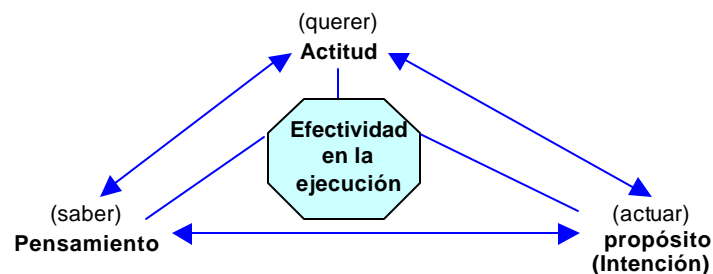 (querer)
Actitud
Efectividad
en la
ejecución
(saber)
Pensamiento
(actuar)
propósito
(Intención)